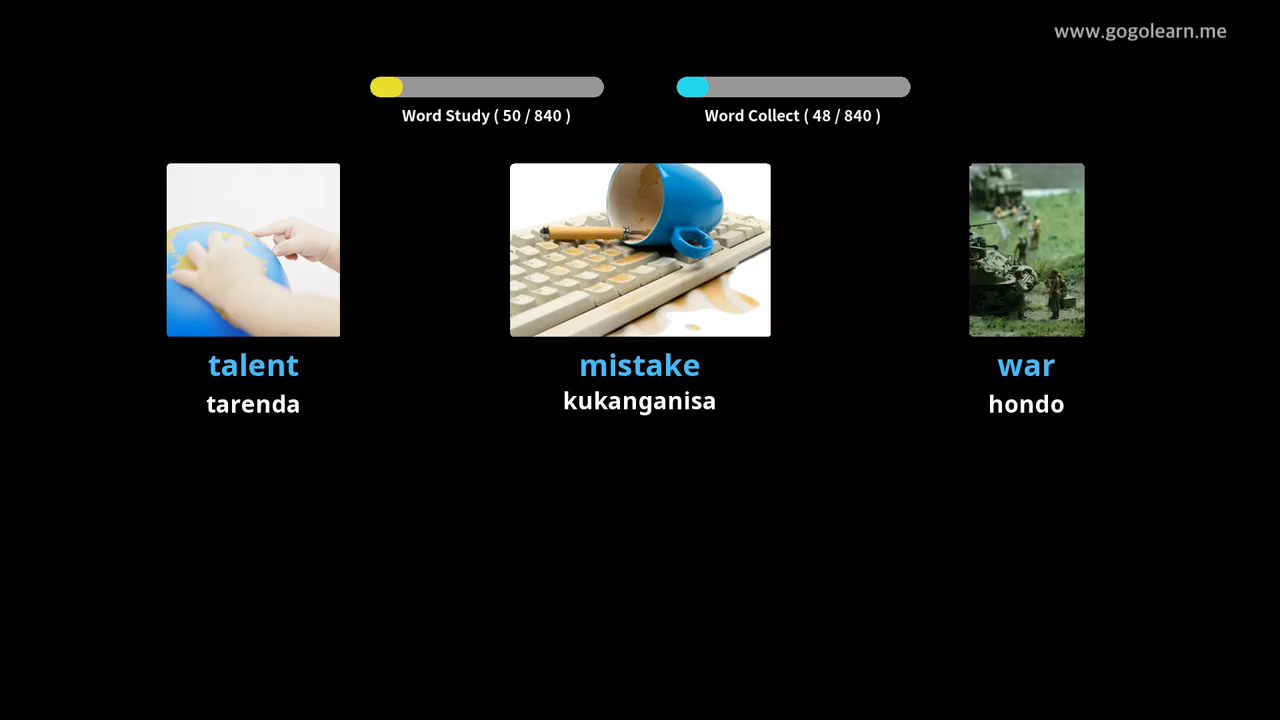 www.gogolearn.me
Word Study ( 50 / 840 )
Word Collect ( 48 / 840 )
talent
mistake
war
tarenda
kukanganisa
hondo